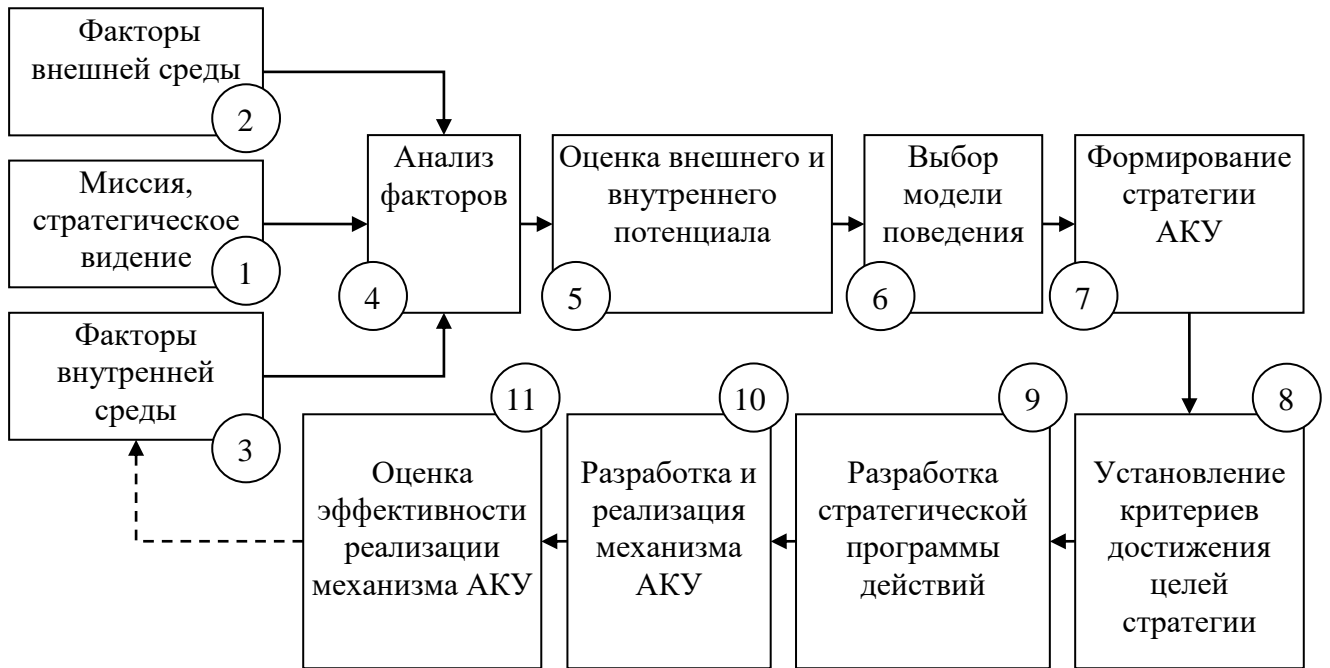 Факторы
внешней среды
2
Миссия,
стратегическое
видение
1
Факторы
внутренней
среды
3
Анализ
факторов
4
Оценка внешнего и
внутреннего
потенциала
5
Выбор
модели
поведения
6
Формирование
стратегии
АКУ
7
8
Установление
критериев
достижения
целей
стратегии
9
Разработка
стратегической
программы
действий
10
Разработка и
реализация
механизма
АКУ
11
Оценка
эффективности
реализации
механизма АКУ